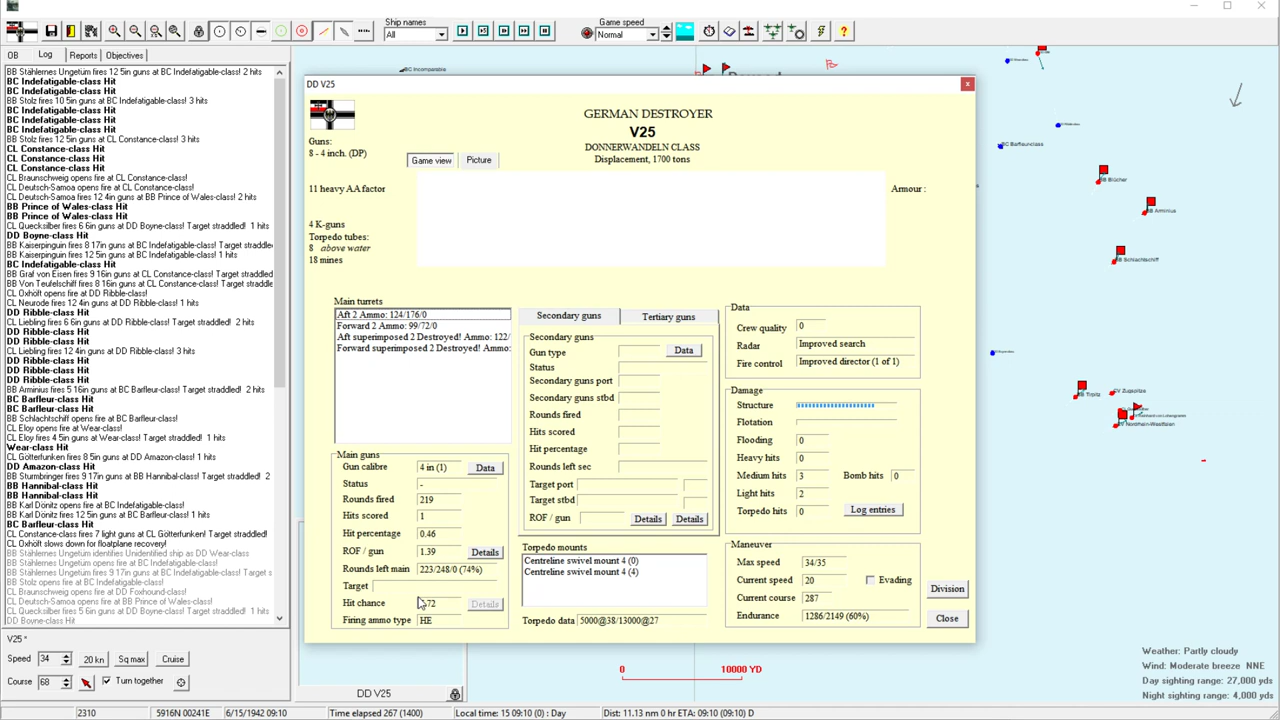 Ship names
All
Game speed
Normal
OB
Log
Reports
Objectives
BB Stählernes Ungetüm fires 12 5in guns at BC Indefatigable-class! 2 hits
BC Indefatigable-class Hit
BC Indefatigable-class Hit
BB Stolz fires 10 5in guns at BC Indefatigable-class! 3 hits
BC Indefatigable-class Hit
BC Indefatigable-class Hit
BC Indefatigable-class Hit
BB Stolz fires 12 5in guns at CL Constance-class! 3 hits
CL Constance-class Hit
CL Constance-class Hit
CL Constance-class Hit
CL Braunschweig opens fire at CL Constance-class!
CL Deutsch-Samoa opens fire at CL Constance-class!
CL Deutsch-Samoa fires 12 4in guns at BB Prince of Wales-class! 2 hits
BB Prince of Wales-class Hit
BB Prince of Wales-class Hit
CL Quecksilber fires 6 6in guns at DD Boyne-class! Target straddled! 1 hits
DD Boyne-class Hit
BB Kaiserpinguin fires 8 17in guns at BC Indefatigable-class! Target straddled!
BB Kaiserpinguin fires 12 5in guns at BC Indefatigable-class! 1 hits
BC Indefatigable-class Hit
BB Graf von Eisen fires 9 16in guns at CL Constance-class! Target straddled!
BB Von Teufelschiff fires 8 16in guns at CL Constance-class! Target straddled!
CL Oxhöft opens fire at DD Ribble-class!
CL Neurode fires 12 4in guns at DD Ribble-class! 1 hits
DD Ribble-class Hit
CL Liebling fires 6 6in guns at DD Ribble-class! Target straddled! 2 hits
DD Ribble-class Hit
DD Ribble-class Hit
CL Liebling fires 12 4in guns at DD Ribble-class! 3 hits
DD Ribble-class Hit
DD Ribble-class Hit
DD Ribble-class Hit
BB Arminius fires 5 16in guns at BC Barfleur-class! Target straddled! 2 hits
BC Barfleur-class Hit
BC Barfleur-class Hit
BB Schlachtschiff opens fire at BC Barfleur-class!
CL Eloy opens fire at Wear-class!
CL Eloy fires 4 5in guns at Wear-class! Target straddled! 1 hits
Wear-class Hit
CL Götterfunken fires 8 5in guns at DD Amazon-class! 1 hits
DD Amazon-class Hit
BB Sturmbringer fires 9 17in guns at BB Hannibal-class! Target straddled! 2
BB Hannibal-class Hit
BB Hannibal-class Hit
BB Karl Dönitz opens fire at BC Indefatigable-class!
BB Karl Dönitz fires 12 5in guns at BC Barfleur-class! 1 hits
BC Barfleur-class Hit
CL Constance-class fires 7 light guns at CL Götterfunken! Target straddled!
CL Oxhöft slows down for floatplane recovery!
BB Stählernes Ungetüm identifies Unidentified ship as DD Wear-class
BB Stählernes Ungetüm opens fire at BC Indefatigable-class! Target straddled! 3
BB Stolz opens fire at BC Indefatigable-class!
CL Braunschweig opens fire at DD Foxhound-class!
CL Deutsch-Samoa opens fire at BB Prince of Wales-class!
DD Boyne-class Hit
V25 *
Speed 34 20 kn Sq max Cruise
Course 68 Turn together
BC Incomparable
DD V25
GERMAN DESTROYER
V25
DONNERWANDELN CLASS
Displacement, 1700 tons
Guns:
8 - 4 inch. (DP)
Game view
Picture
11 heavy AA factor
Armour :
4 K-guns
Torpedo tubes:
8 above water
18 mines
Main turrets
Aft 2 Ammo: 124/176/0
Forward 2 Ammo: 99/72/0
Aft superimposed 2 Destroyed! Ammo: 122/
Forward superimposed 2 Destroyed! Ammo:
Main guns
Gun calibre 4 in (1) Data
Status -
Rounds fired 219
Hits scored 1
Hit percentage 0.46
ROF / gun 1.39 Details
Rounds left main 223/248/0 (74%)
Target
Hit chance 72 Details
Firing ammo type HE
Secondary guns
Tertiary guns
Secondary guns
Gun type Data
Status
Secondary guns port
Secondary guns stbd
Rounds fired
Hits scored
Hit percentage
Rounds left sec
Target port
Target stbd
ROF / gun Details Details
Torpedo mounts
Centreline swivel mount 4 (0)
Centreline swivel mount 4 (4)
Torpedo data 5000@38/13000@27
Data
Crew quality 0
Radar Improved search
Fire control Improved director (1 of 1)
Damage
Structure
Flotation
Flooding 0
Heavy hits 0
Medium hits 3 Bomb hits 0
Light hits 2
Torpedo hits 0 Log entries
Maneuver
Max speed 34/35
Current speed 20 Evading
Current course 287
Endurance 1286/2149 (60%)
Division
Close
BC Barfleur-class
BB Blücher
BB Arminius
BB Schlachtschiff
BB Tirpitz
CV Zugspitze
CV Nordrhein-Westfalen
0 10000 YD
Weather: Partly cloudy
Wind: Moderate breeze NNE
Day sighting range: 27,000 yds
Night sighting range: 4,000 yds
DD V25
2310
5916N 00241E
6/15/1942 09:10
Time elapsed 267 (1400)
Local time: 15 09:10 (0) : Day
Dist: 11.13 nm 0 hr ETA: 09:10 (09:10) D